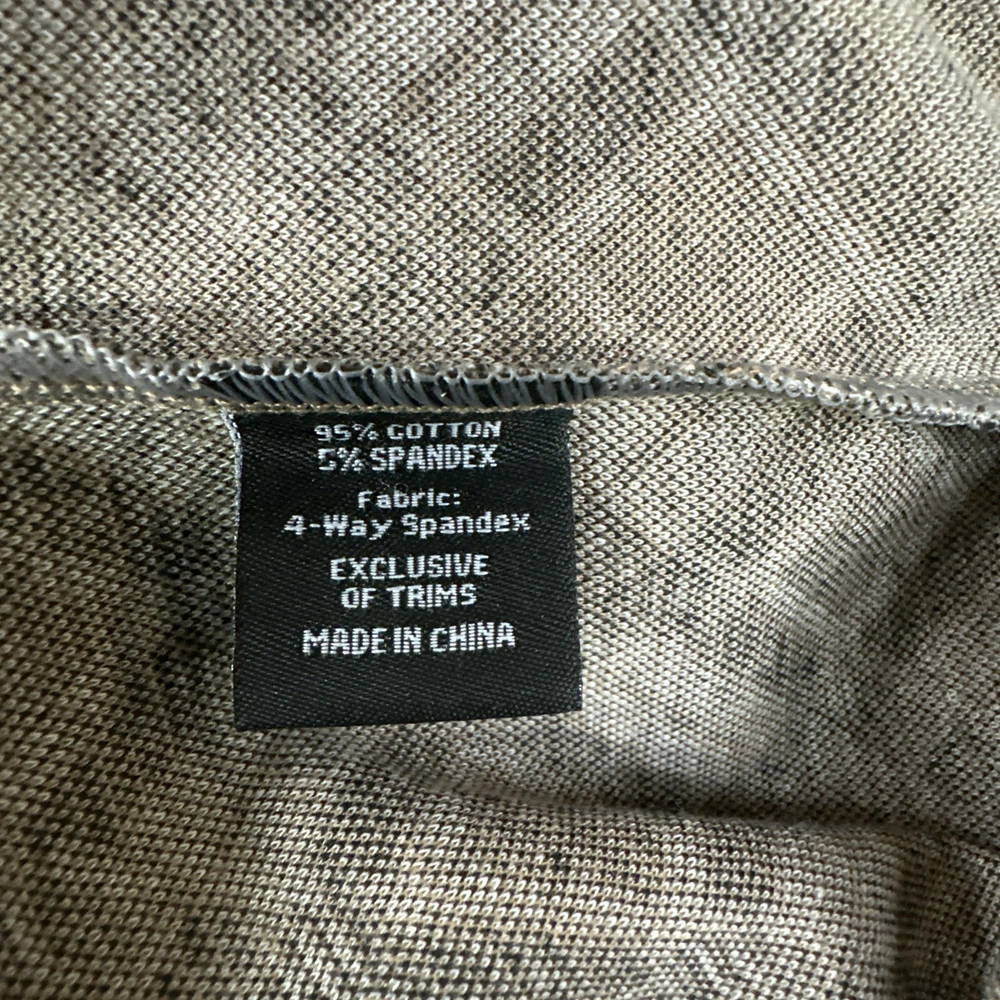 95% COTTON
5% SPANDEX
Fabric:
4-Way Spandex
EXCLUSIVE
OF TRIMS
MADE IN CHINA